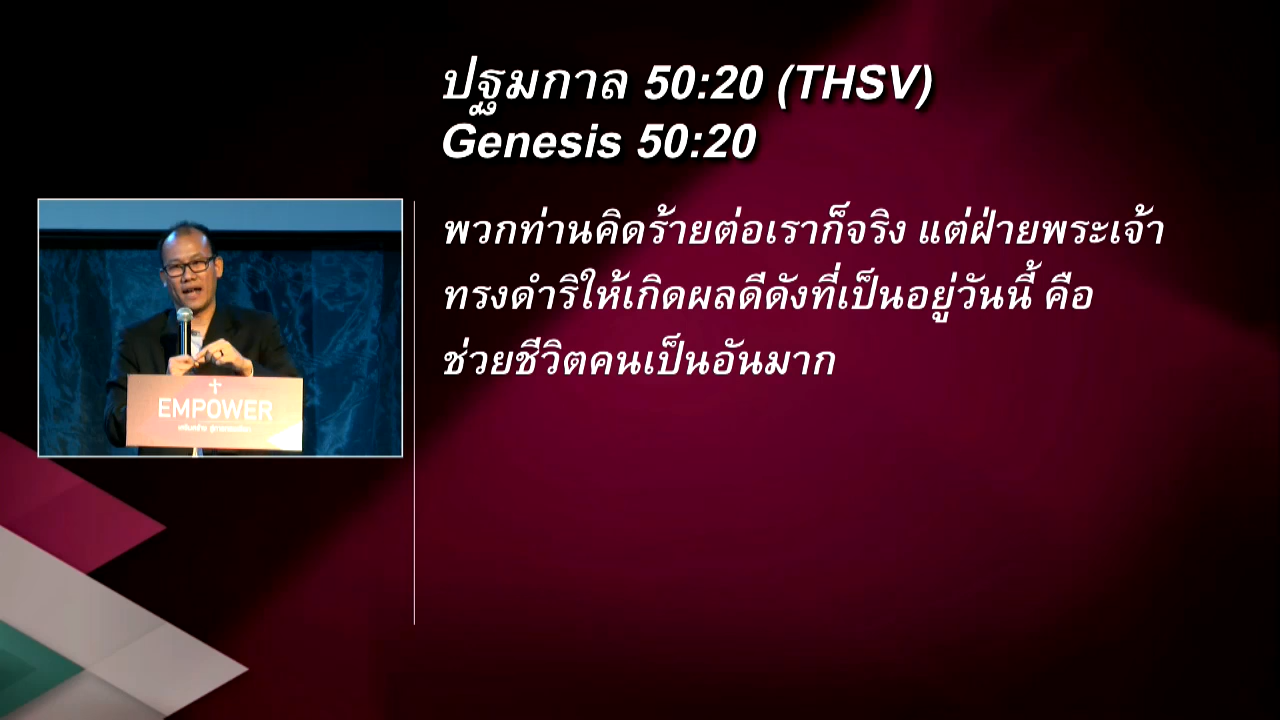 ปฐมกาล 50:20 (THSV)
Genesis 50:20
พวกท่านคิดร้ายต่อเราก็จริง แต่ฝ่ายพระเจ้า
ทรงดำริให้เกิดผลดีดังที่เป็นอยู่วันนี้ คือ
ช่วยชีวิตคนเป็นอันมาก
EMPOWER